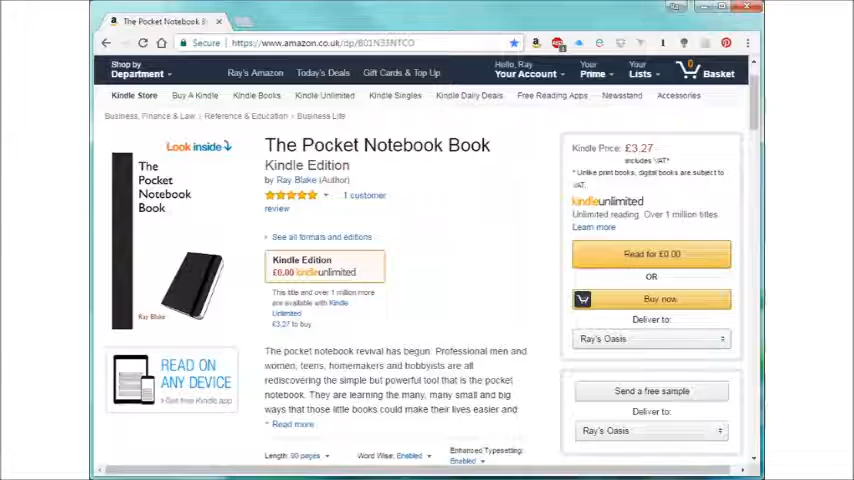 The Pocket Notebook B
Secure
https://www.amazon.co.uk/dp/B01N33NTCO
Shop by
Department
Ray's Amazon
Today's Deals
Gift Cards & Top Up
Hello, Ray
Your Account
Your
Prime
Your
Lists
0
Basket
Kindle Store
Buy A Kindle
Kindle Books
Kindle Unlimited
Kindle Singles
Kindle Daily Deals
Free Reading Apps
Newsstand
Accessories
Business, Finance & Law › Reference & Education › Business Life
Look inside
The
Pocket
Notebook
Book
Ray Blake
READ ON
ANY DEVICE
› Get free Kindle app
The Pocket Notebook Book
Kindle Edition
by Ray Blake (Author)
1 customer
review
› See all formats and editions
Kindle Edition
£0.00 kindleunlimited
This title and over 1 million more
are available with Kindle
Unlimited
£3.27 to buy
The pocket notebook revival has begun. Professional men and
women, teens, homemakers and hobbyists are all
rediscovering the simple but powerful tool that is the pocket
notebook. They are learning the many, many small and big
ways that those little books could make their lives easier and
Read more
Length: 90 pages
Word Wise: Enabled
Enhanced Typesetting:
Enabled
Kindle Price: £3.27
includes VAT*
* Unlike print books, digital books are subject to
VAT.
kindleunlimited
Unlimited reading. Over 1 million titles
Learn more
Read for £0.00
OR
Buy now
Deliver to:
Ray's Oasis
Send a free sample
Deliver to:
Ray's Oasis